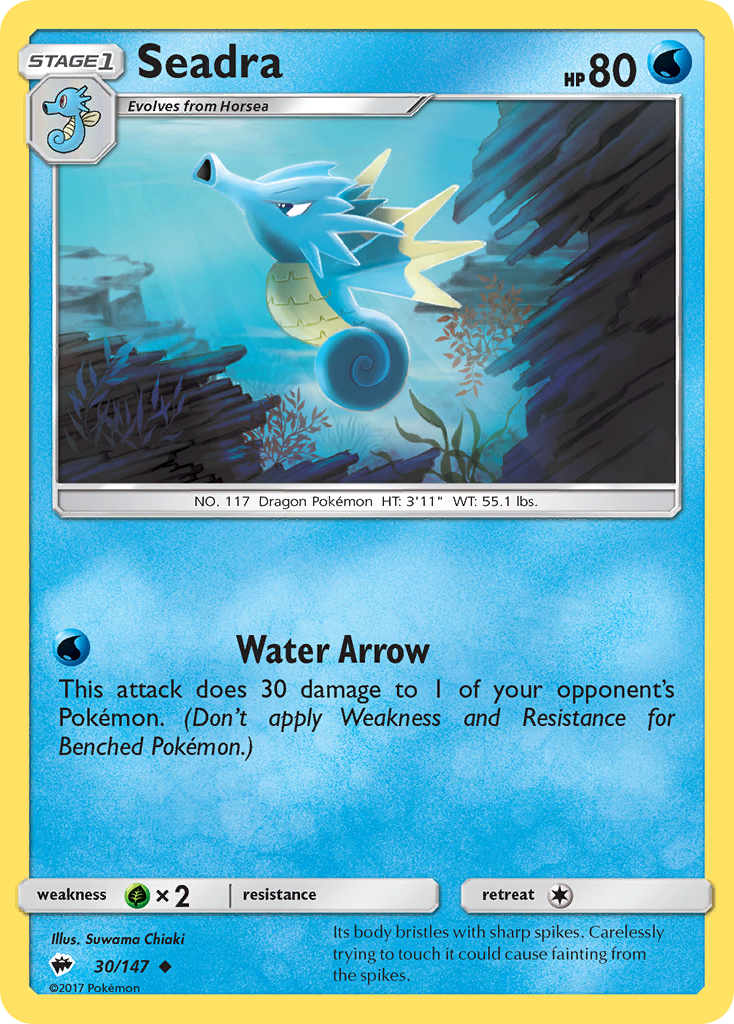 STAGE1
Seadra
HP 80
Evolves from Horsea
NO. 117 Dragon Pokémon HT: 3'11" WT: 55.1 lbs.
Water Arrow
This attack does 30 damage to 1 of your opponent's
Pokémon. (Don't apply Weakness and Resistance for
Benched Pokémon.)
weakness ×2 resistance retreat
Illus. Suwama Chiaki
30/147
©2017 Pokémon
Its body bristles with sharp spikes. Carelessly
trying to touch it could cause fainting from
the spikes.